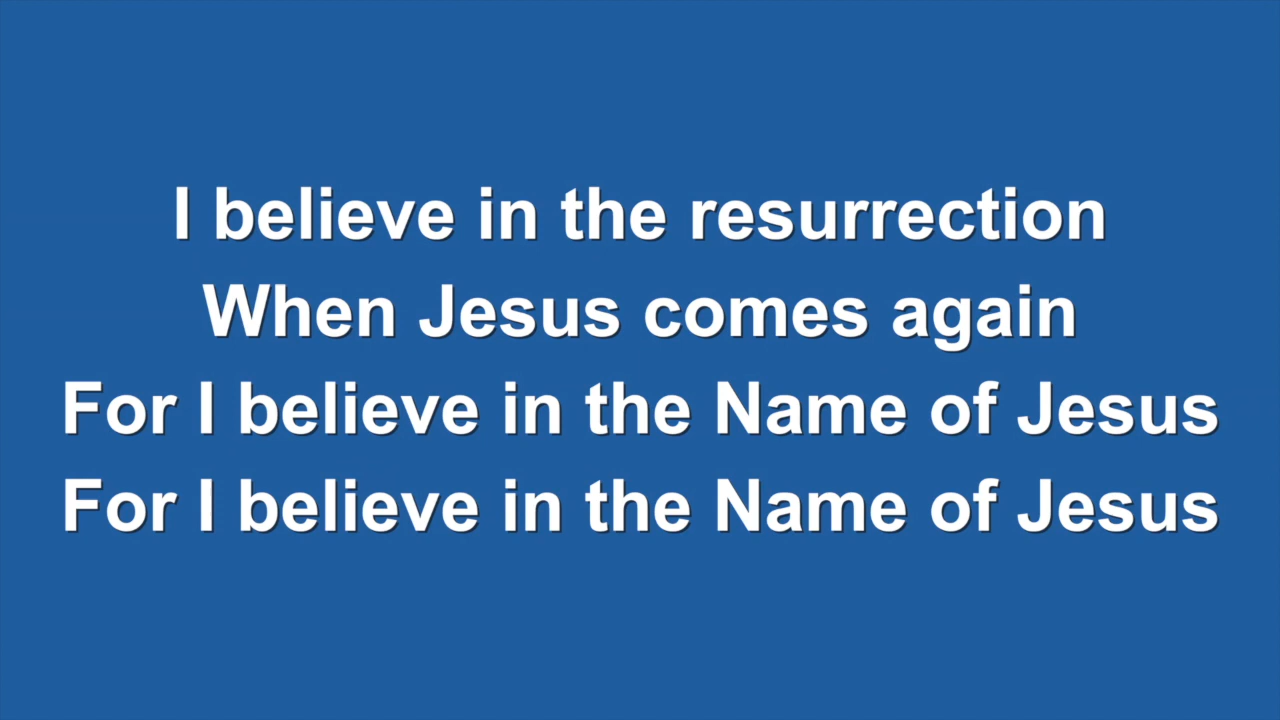 I believe in the resurrection
When Jesus comes again
For I believe in the Name of Jesus
For I believe in the Name of Jesus